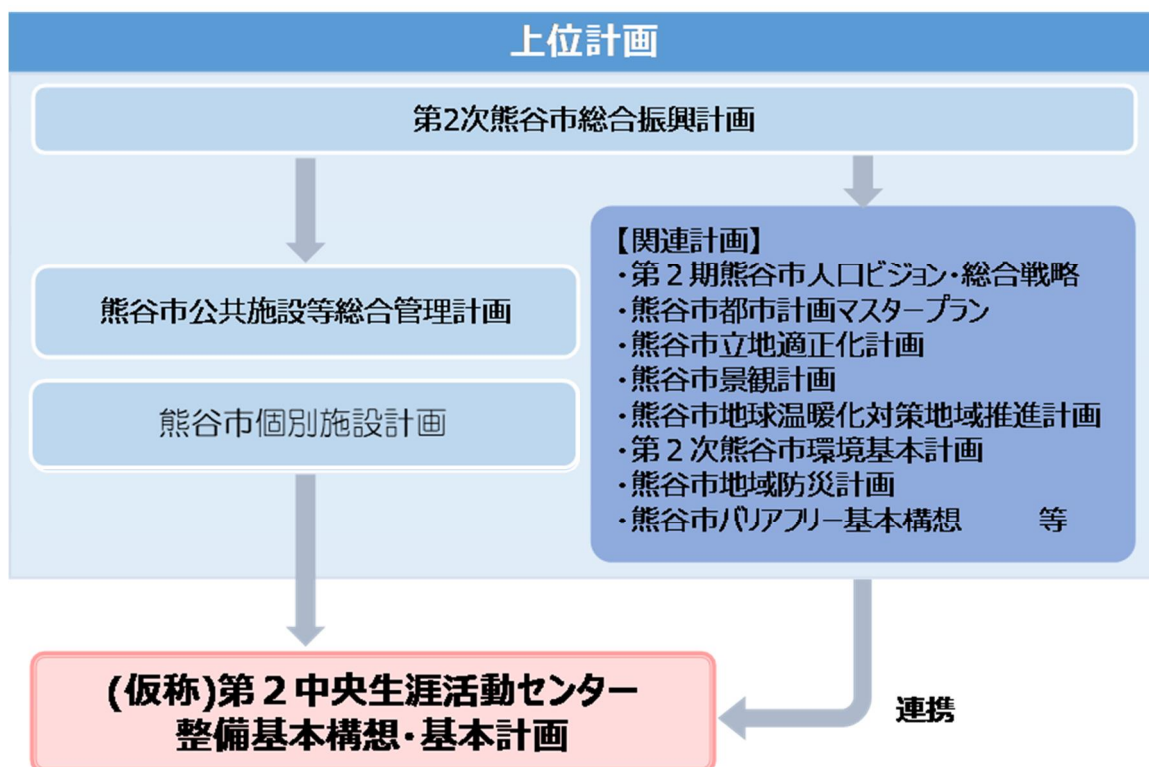 上位計画
第2次熊谷市総合振興計画
熊谷市公共施設等総合管理計画
熊谷市個別施設計画
【関連計画】
・第２期熊谷市人口ビジョン・総合戦略
・熊谷市都市計画マスタープラン
・熊谷市立地適正化計画
・熊谷市景観計画
・熊谷市地球温暖化対策地域推進計画
・第２次熊谷市環境基本計画
・熊谷市地域防災計画
・熊谷市バリアフリー基本構想　　等
(仮称)第２中央生涯活動センター
整備基本構想・基本計画
連携